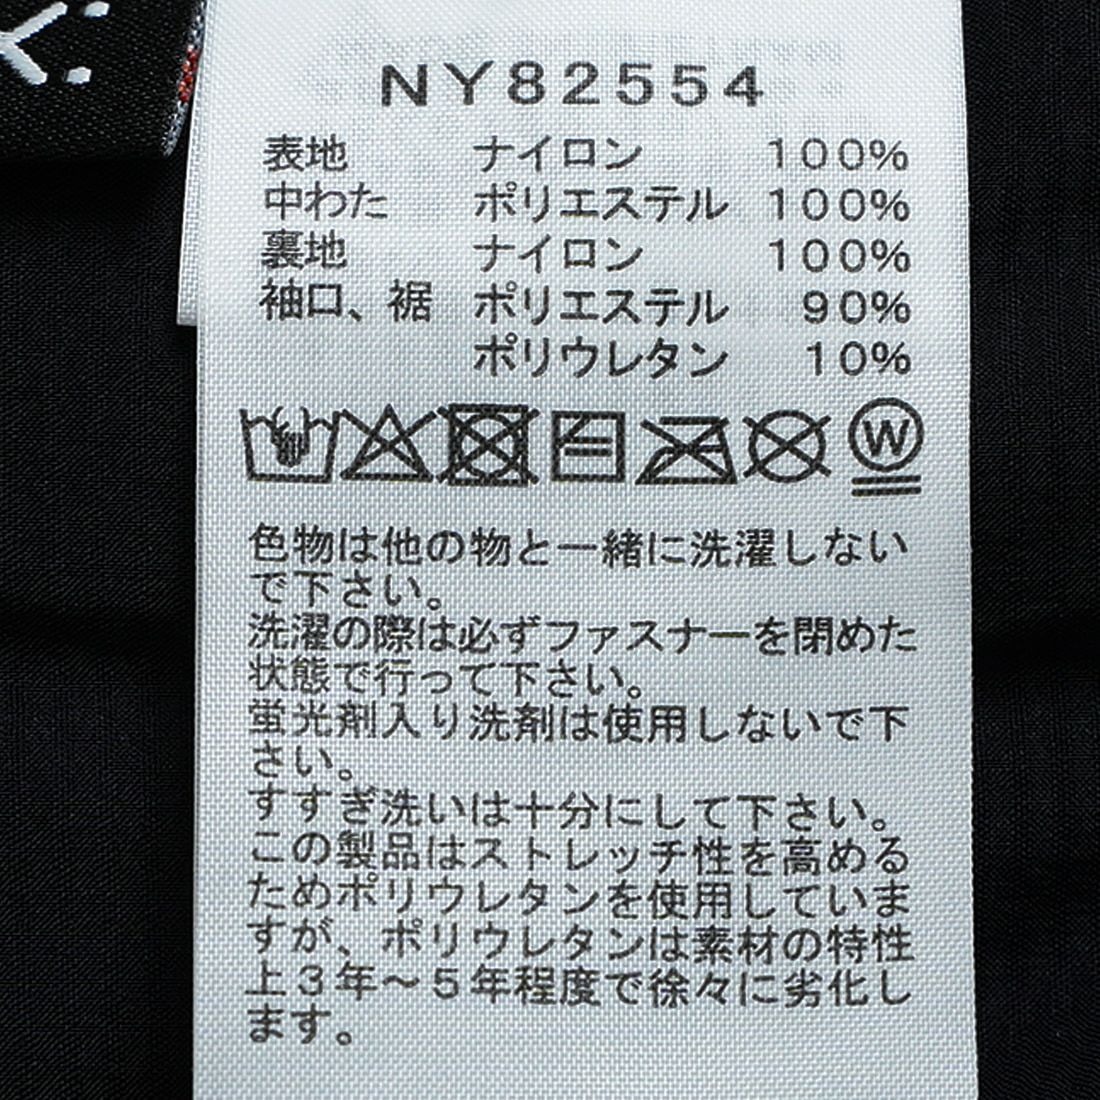 NY82554
表地 ナイロン 100%
中わた ポリエステル 100%
裏地 ナイロン 100%
袖口、裾 ポリエステル 90%
ポリウレタン 10%
W
色物は他の物と一緒に洗濯しない
で下さい。
洗濯の際は必ずファスナーを閉めた
状態で行って下さい。
蛍光剤入り洗剤は使用しないで下
さい。
すすぎ洗いは十分にして下さい。
この製品はストレッチ性を高める
ためポリウレタンを使用していま
すが、ポリウレタンは素材の特性
上3年～5年程度で徐々に劣化し
ます。